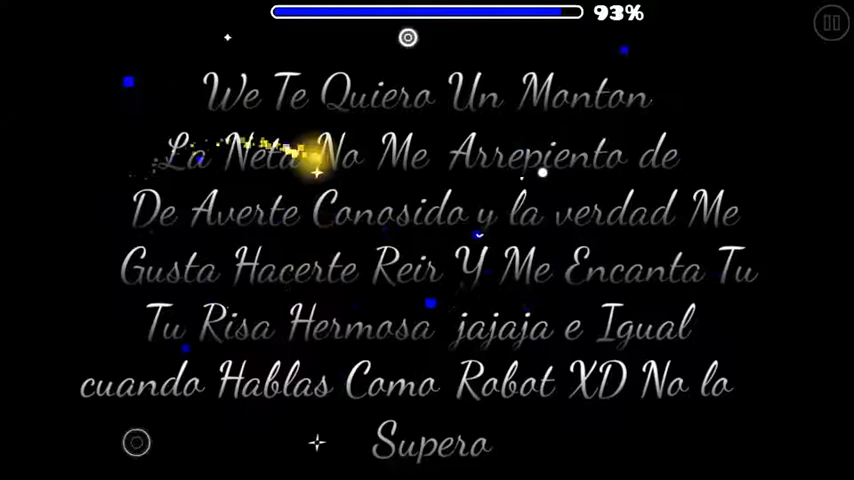 93%
We Te Quiero Un Monton
La Neta No Me Arrepiento de
De Averte Conosido y la verdad Me
Gusta Hacerte Reir Y Me Encanta Tu
Tu Risa Hermosa jajaja e Igual
cuando Hablas Como Robot XD No lo
Supero